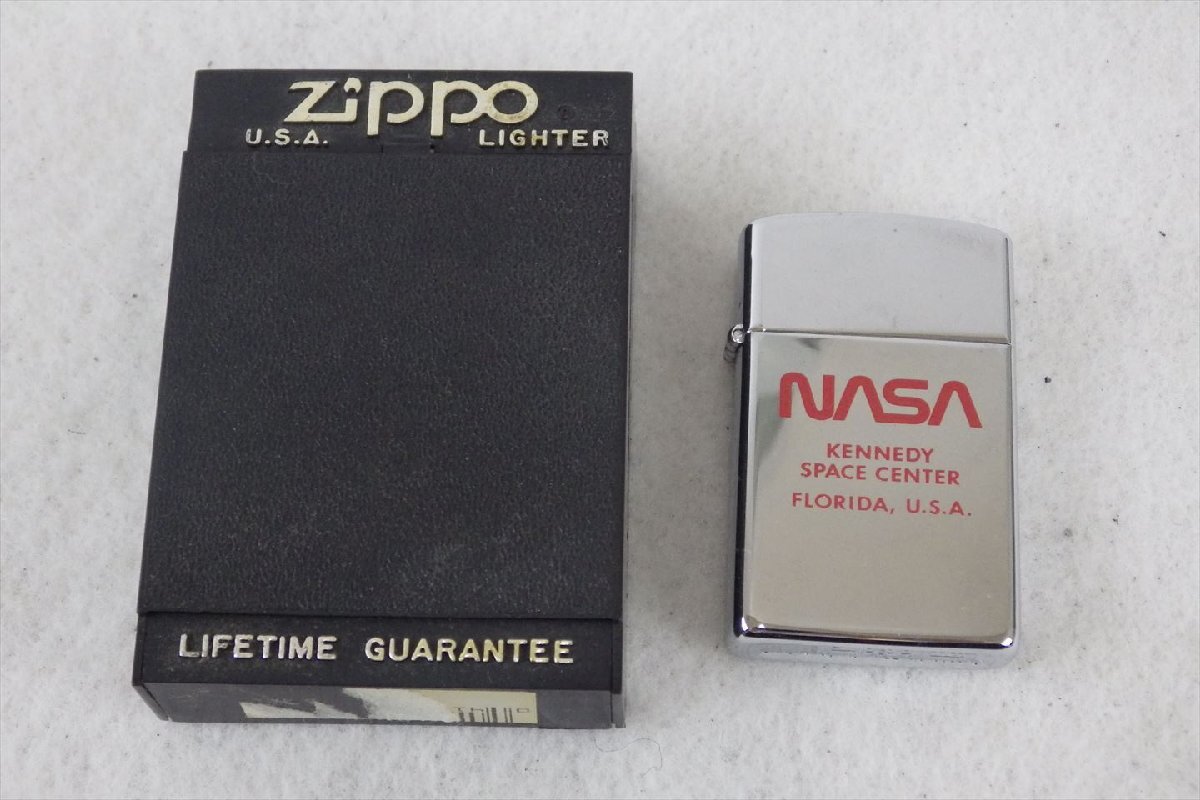 Zippo
U.S.A. LIGHTER
LIFETIME GUARANTEE
NASA
KENNEDY
SPACE CENTER
FLORIDA, U.S.A.